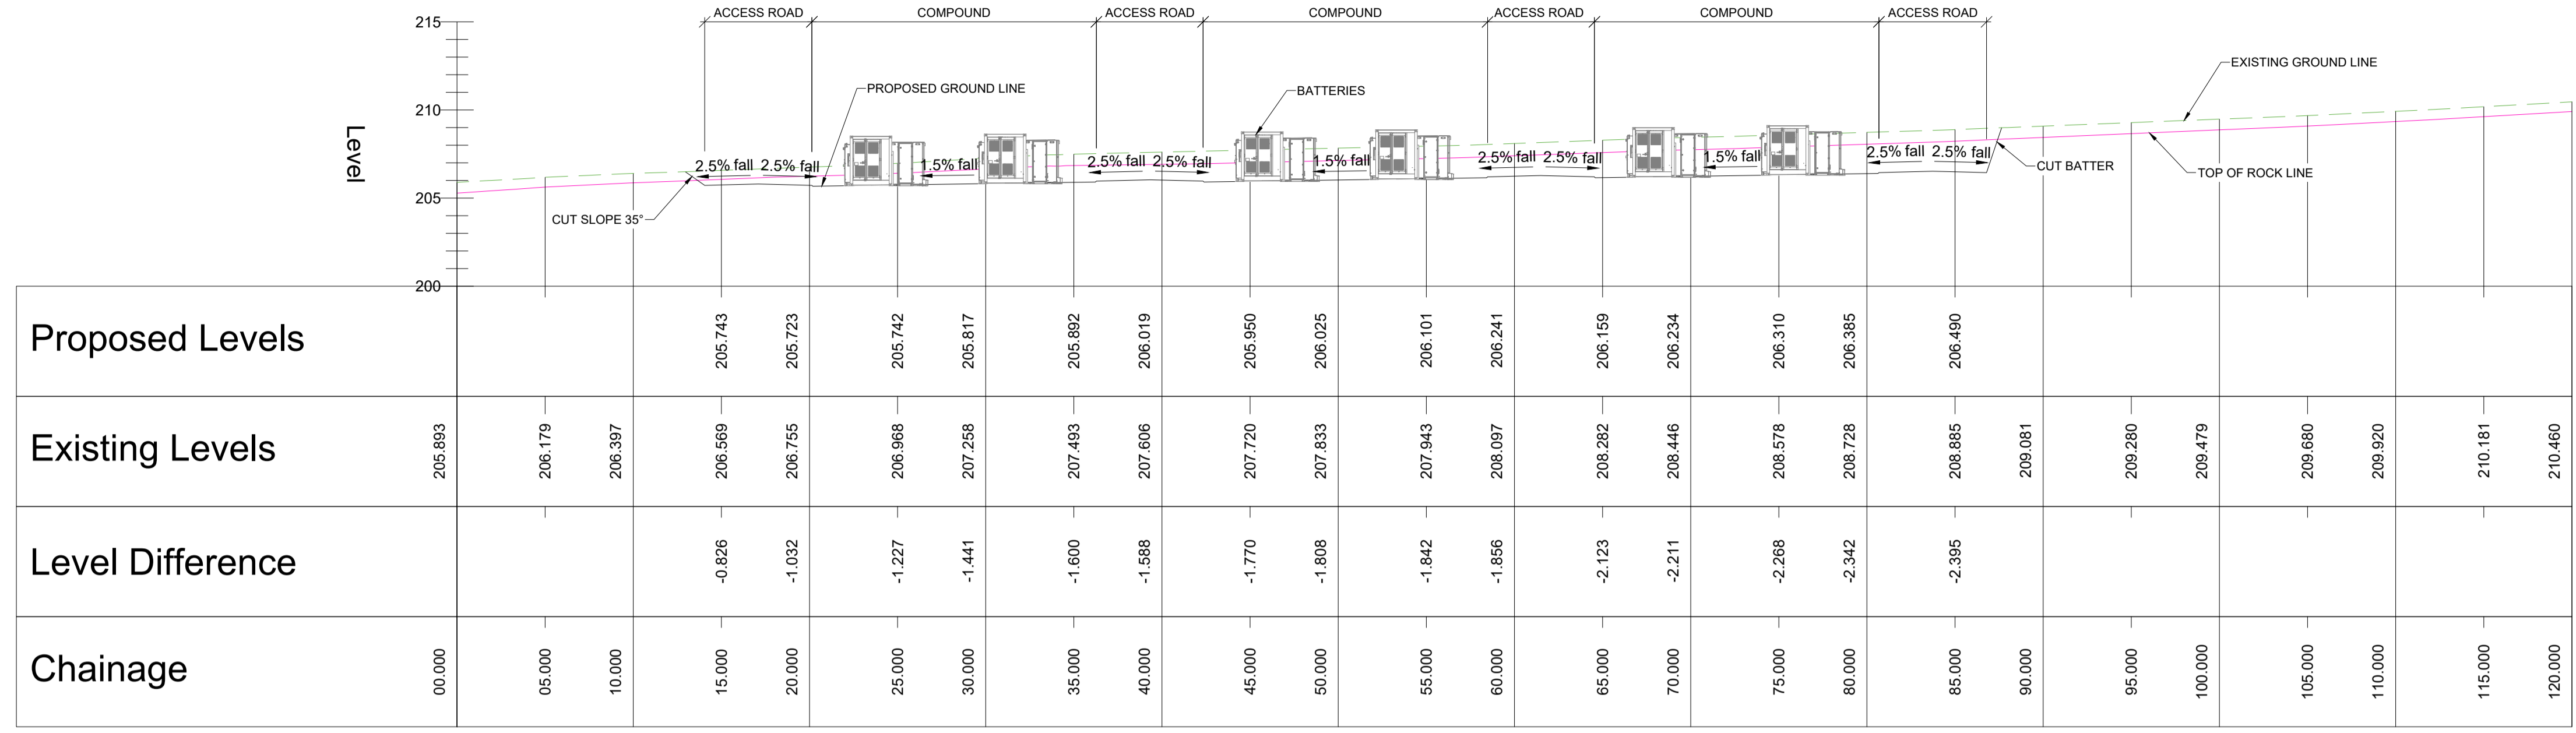 ACCESS ROAD COMPOUND ACCESS ROAD COMPOUND ACCESS ROAD COMPOUND ACCESS ROAD
215
EXISTING GROUND LINE
PROPOSED GROUND LINE
BATTERIES
210
Level
2.5% fall 2.5% fall 1.5% fall 2.5% fall 2.5% fall 1.5% fall 2.5% fall 2.5% fall 1.5% fall 2.5% fall 2.5% fall
CUT BATTER
TOP OF ROCK LINE
205
CUT SLOPE 35°
200
Proposed Levels 205.743 205.723 205.742 205.817 205.892 206.019 205.950 206.025 206.101 206.241 206.159 206.234 206.310 206.385 206.490
Existing Levels 205.893 206.179 206.397 206.569 206.755 206.968 207.258 207.493 207.606 207.720 207.833 207.943 208.097 208.282 208.446 208.578 208.728 208.885 209.081 209.280 209.479 209.680 209.920 210.181 210.460
Level Difference -0.826 -1.032 -1.227 -1.441 -1.600 -1.588 -1.770 -1.808 -1.842 -1.856 -2.123 -2.211 -2.268 -2.342 -2.395
Chainage 00.000 05.000 10.000 15.000 20.000 25.000 30.000 35.000 40.000 45.000 50.000 55.000 60.000 65.000 70.000 75.000 80.000 85.000 90.000 95.000 100.000 105.000 110.000 115.000 120.000